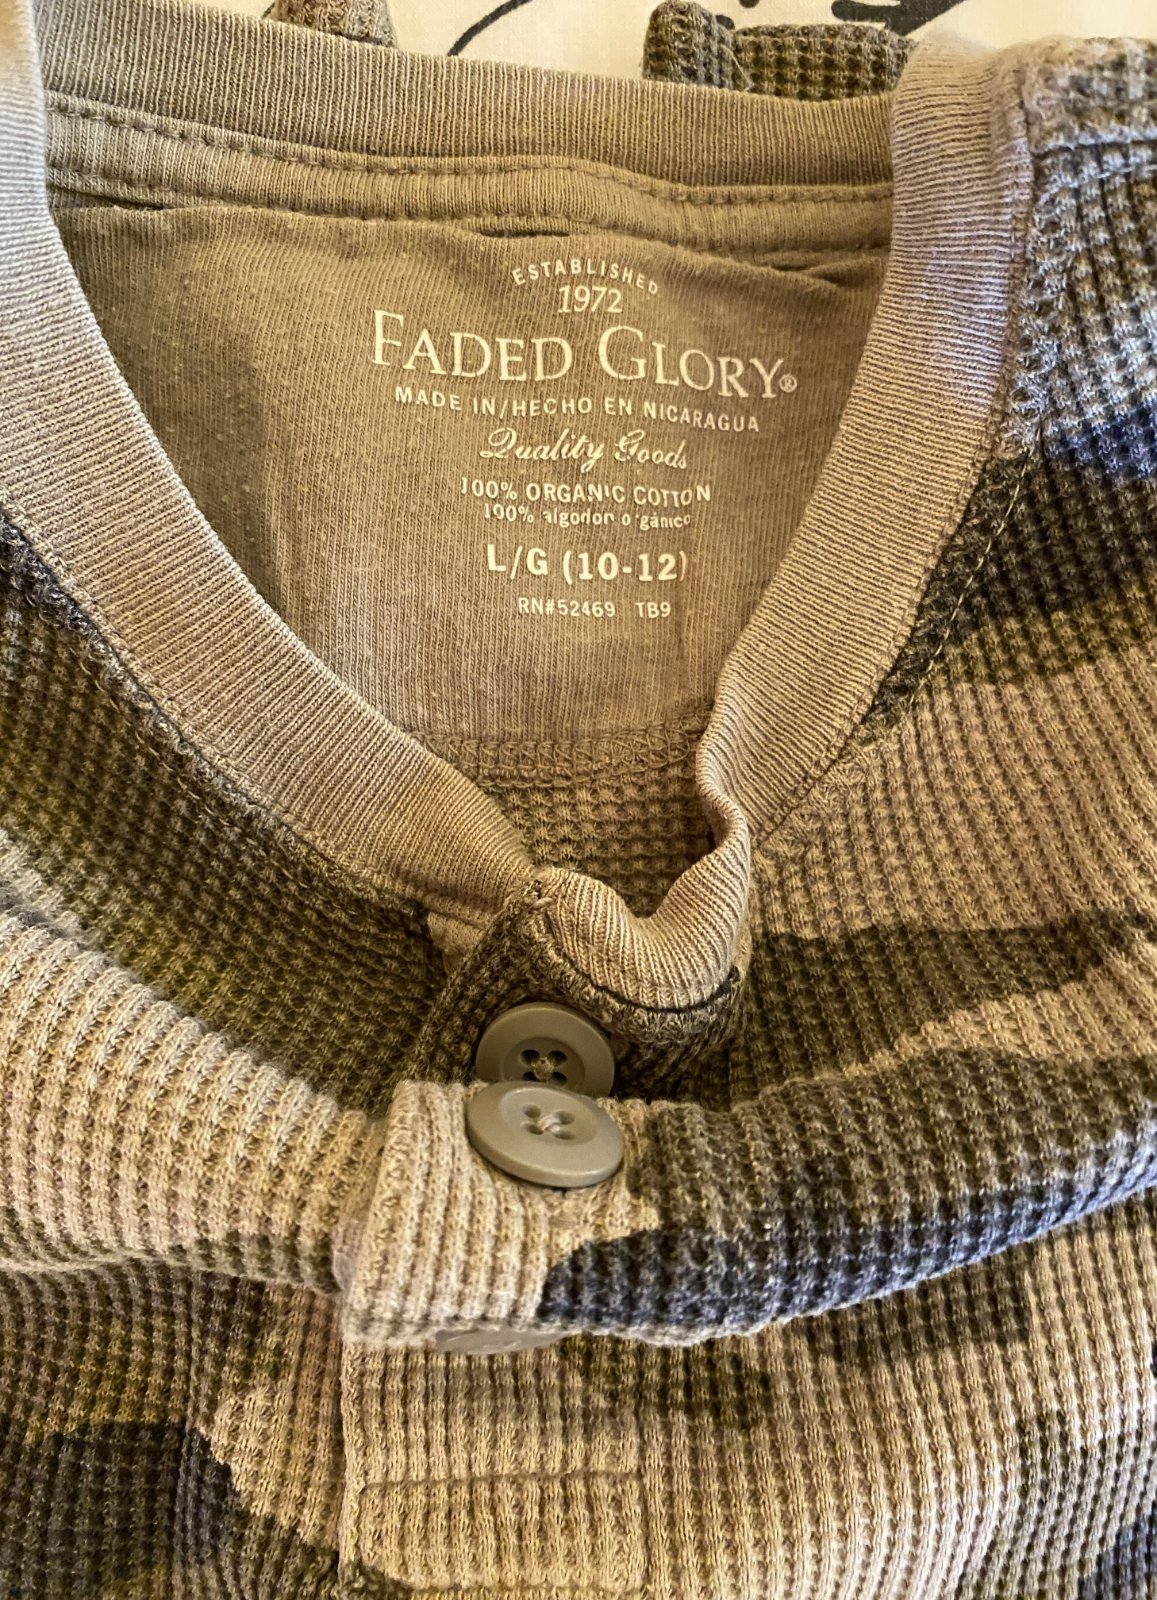 ESTABLISHED
1972
FADED GLORY®
MADE IN/HECHO EN NICARAGUA
Quality Goods
100% ORGANIC COTTON
100% algodon organico
L/G (10-12)
RN#52469 TB9